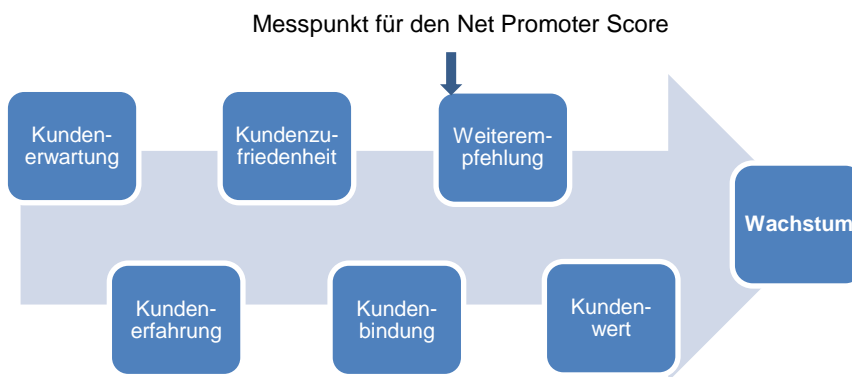 Messpunkt für den Net Promoter Score
Kunden-
erwartung
Kundenzu-
friedenheit
Weiterem-
pfehlung
Wachstum
Kunden-
erfahrung
Kunden-
bindung
Kunden-
wert